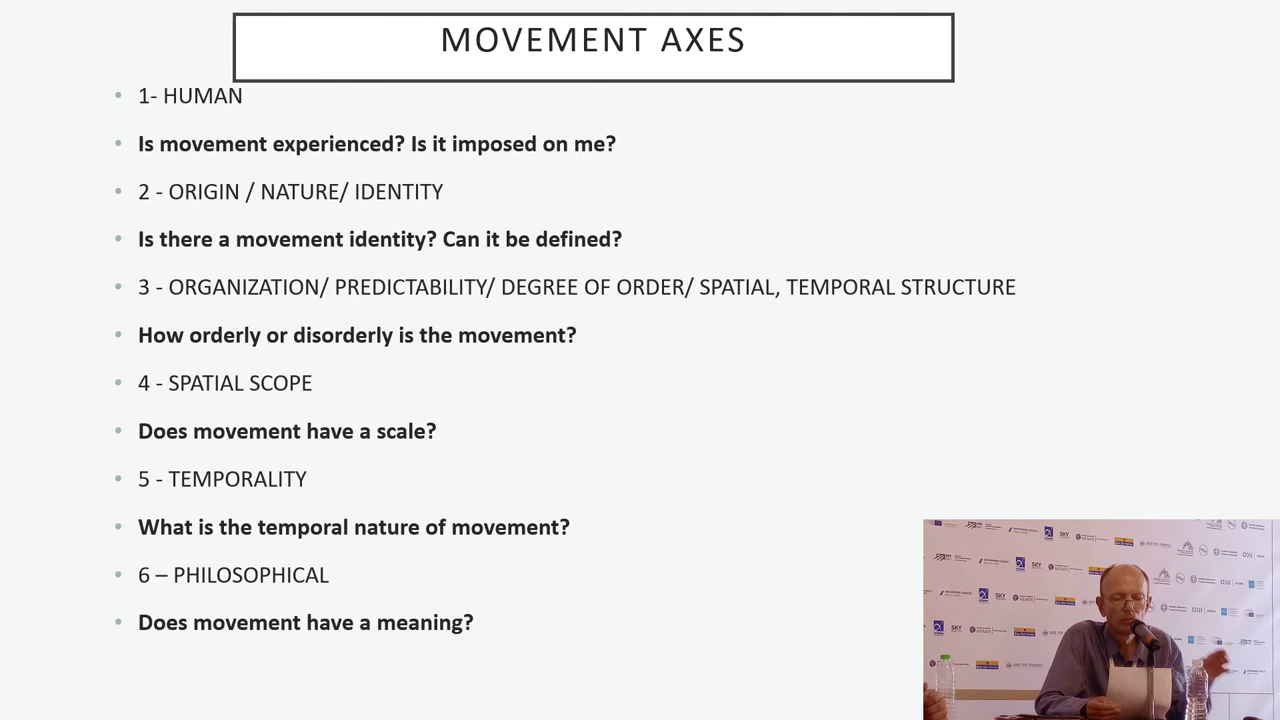 MOVEMENT AXES
• 1- HUMAN
• Is movement experienced? Is it imposed on me?
• 2 - ORIGIN / NATURE/ IDENTITY
• Is there a movement identity? Can it be defined?
• 3 - ORGANIZATION/ PREDICTABILITY/ DEGREE OF ORDER/ SPATIAL, TEMPORAL STRUCTURE
• How orderly or disorderly is the movement?
• 4 - SPATIAL SCOPE
• Does movement have a scale?
• 5 - TEMPORALITY
• What is the temporal nature of movement?
• 6 – PHILOSOPHICAL
• Does movement have a meaning?
SKY
SKY
SKY